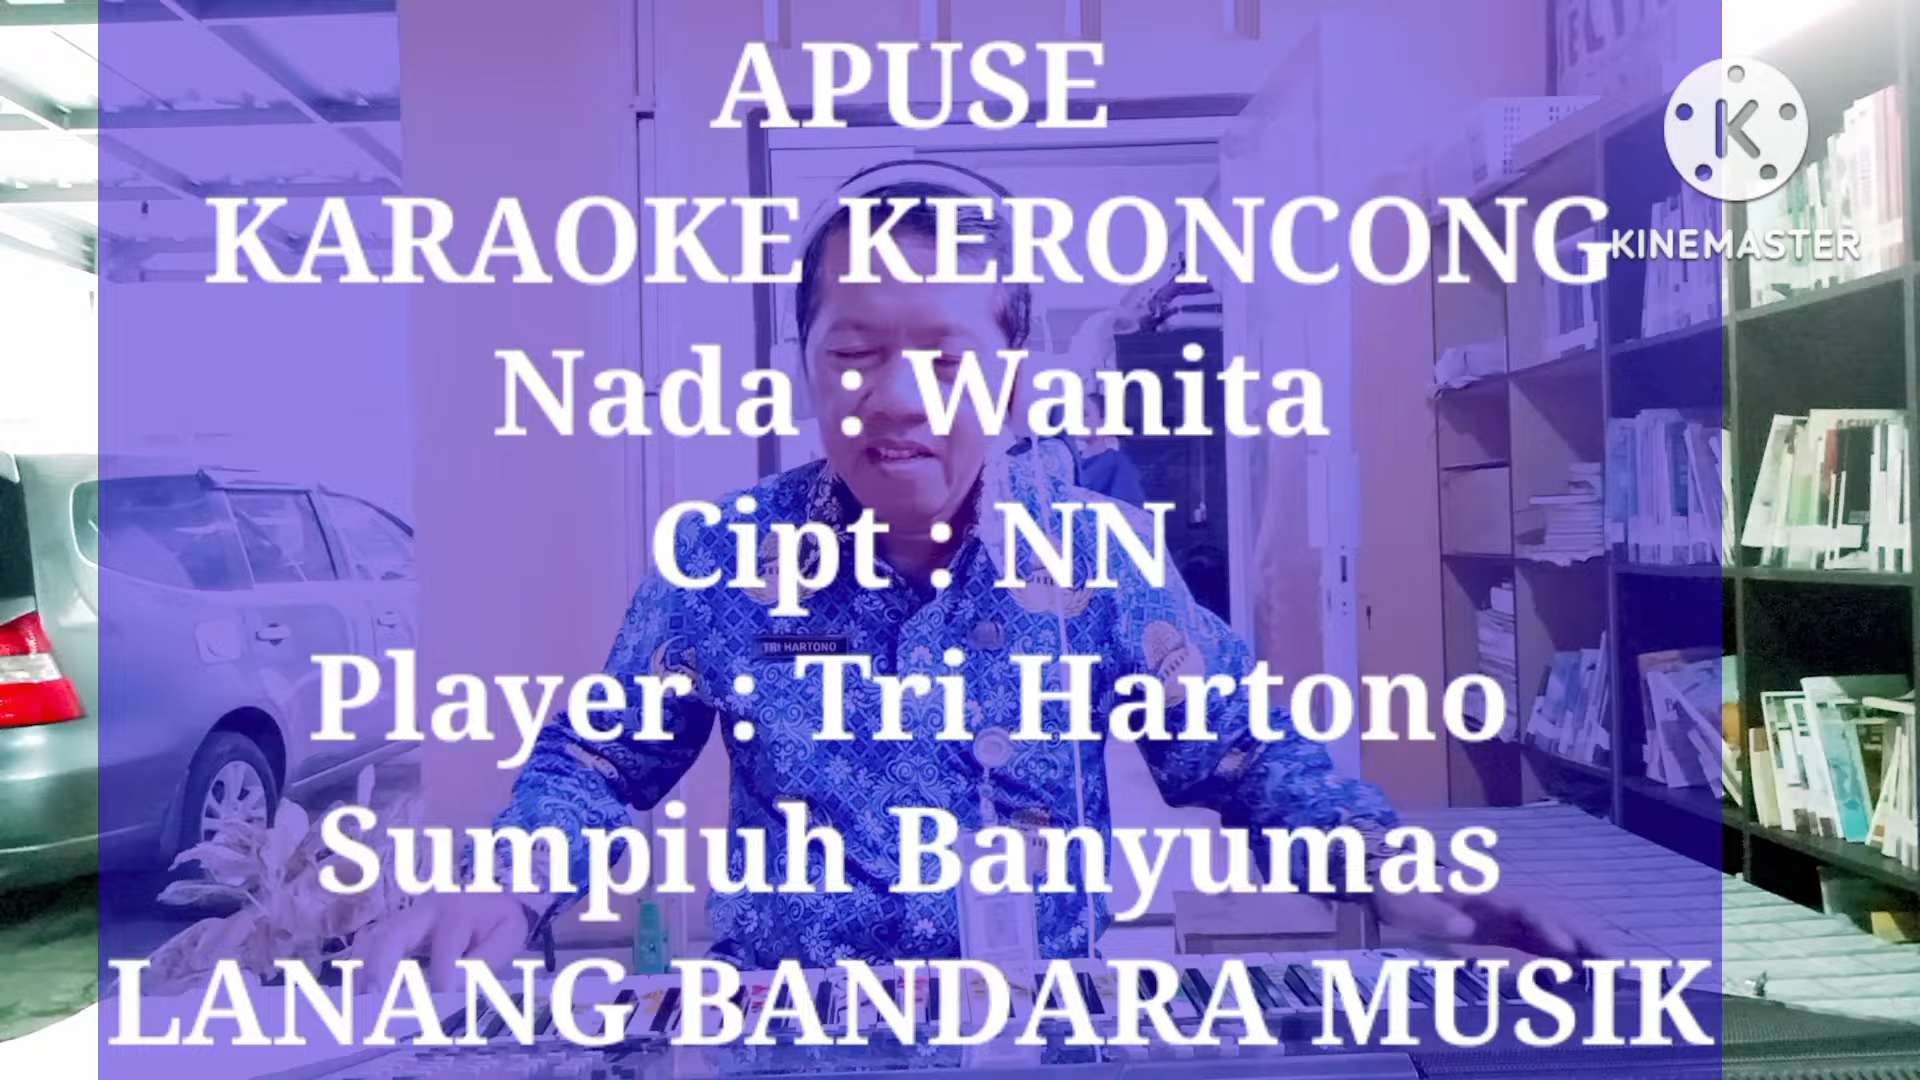 APUSE
KARAOKE KERONCONG
Nada : Wanita
Cipt : NN
Player : Tri Hartono
Sumpiuh Banyumas
LANANG BANDARA MUSIK
K
KINEMASTER
TRI HARTONO